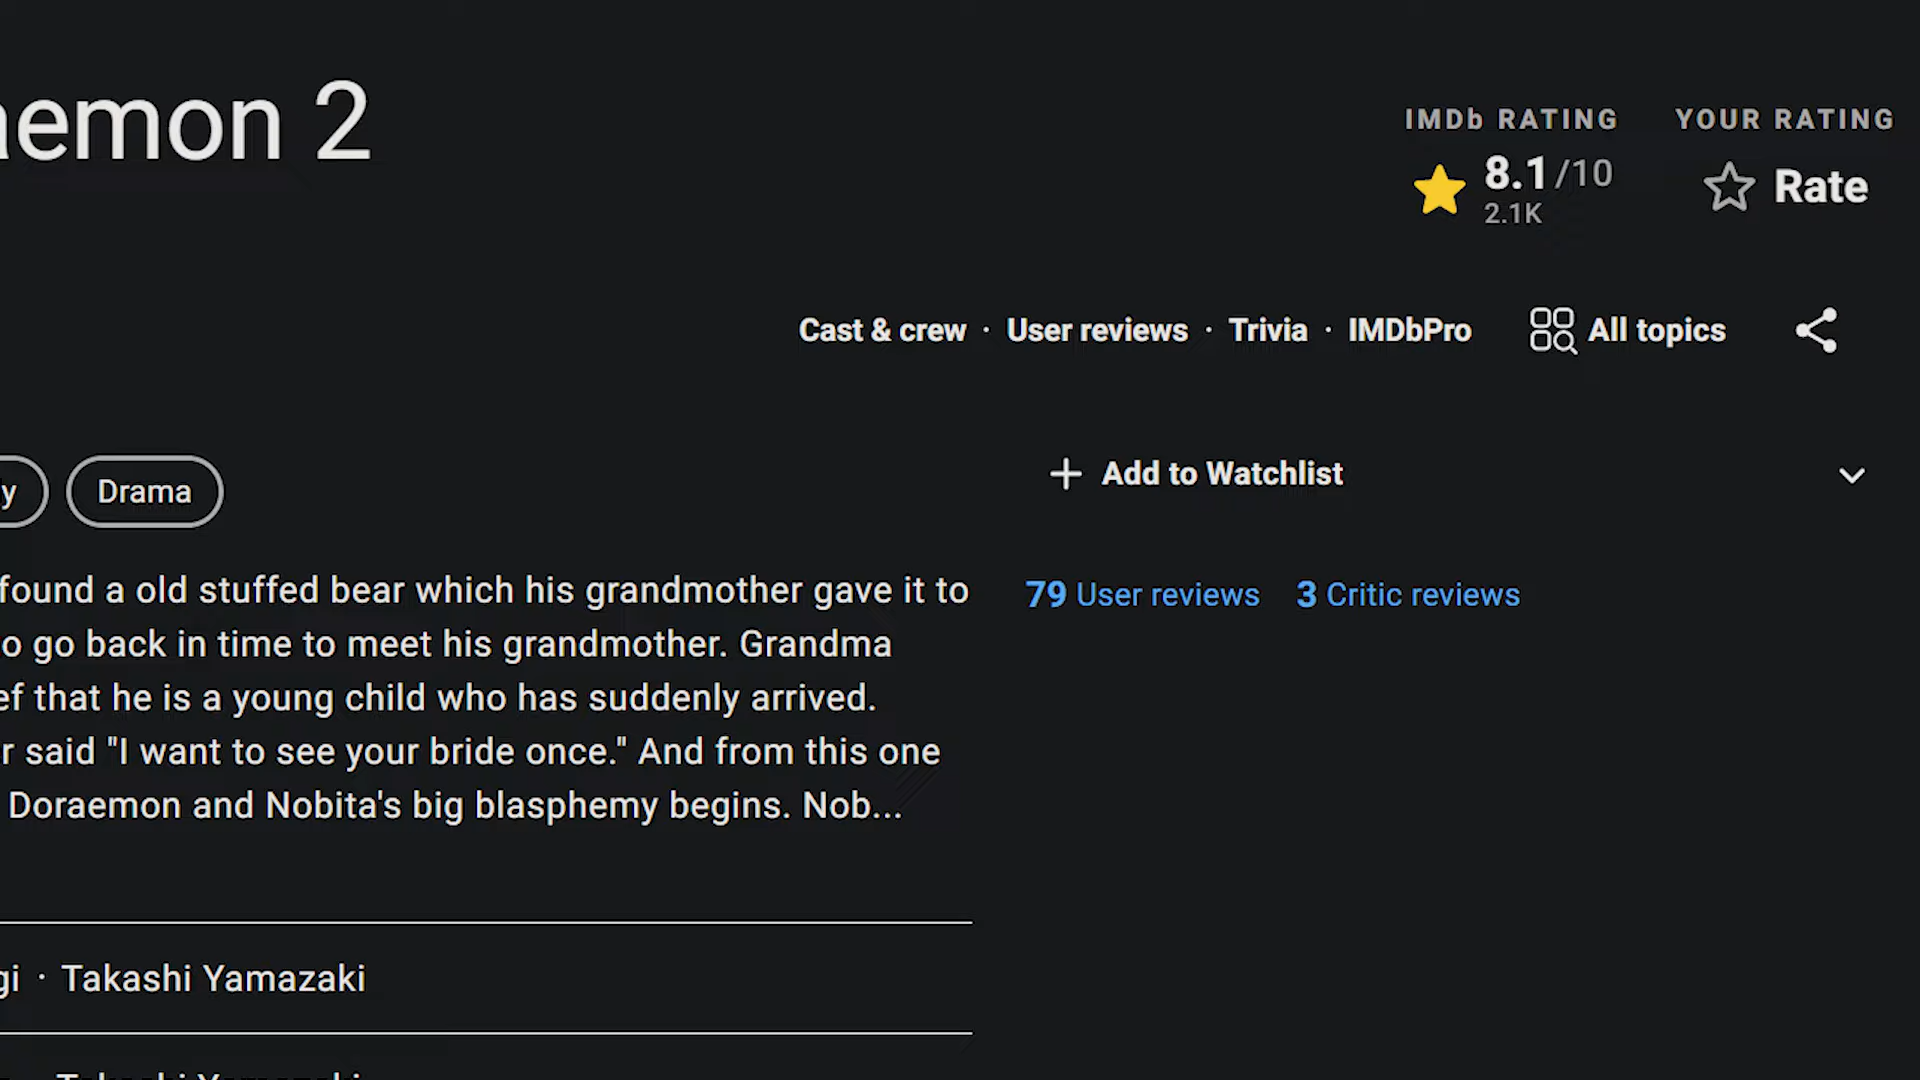 aemon 2
IMDb RATING
YOUR RATING
8.1/10
2.1K
Rate
Cast & crew · User reviews · Trivia · IMDbPro
All topics
y
Drama
+ Add to Watchlist
found a old stuffed bear which his grandmother gave it to
o go back in time to meet his grandmother. Grandma
ef that he is a young child who has suddenly arrived.
r said "I want to see your bride once." And from this one
Doraemon and Nobita's big blasphemy begins. Nob...
79 User reviews 3 Critic reviews
gi · Takashi Yamazaki
Takashi Yamazaki